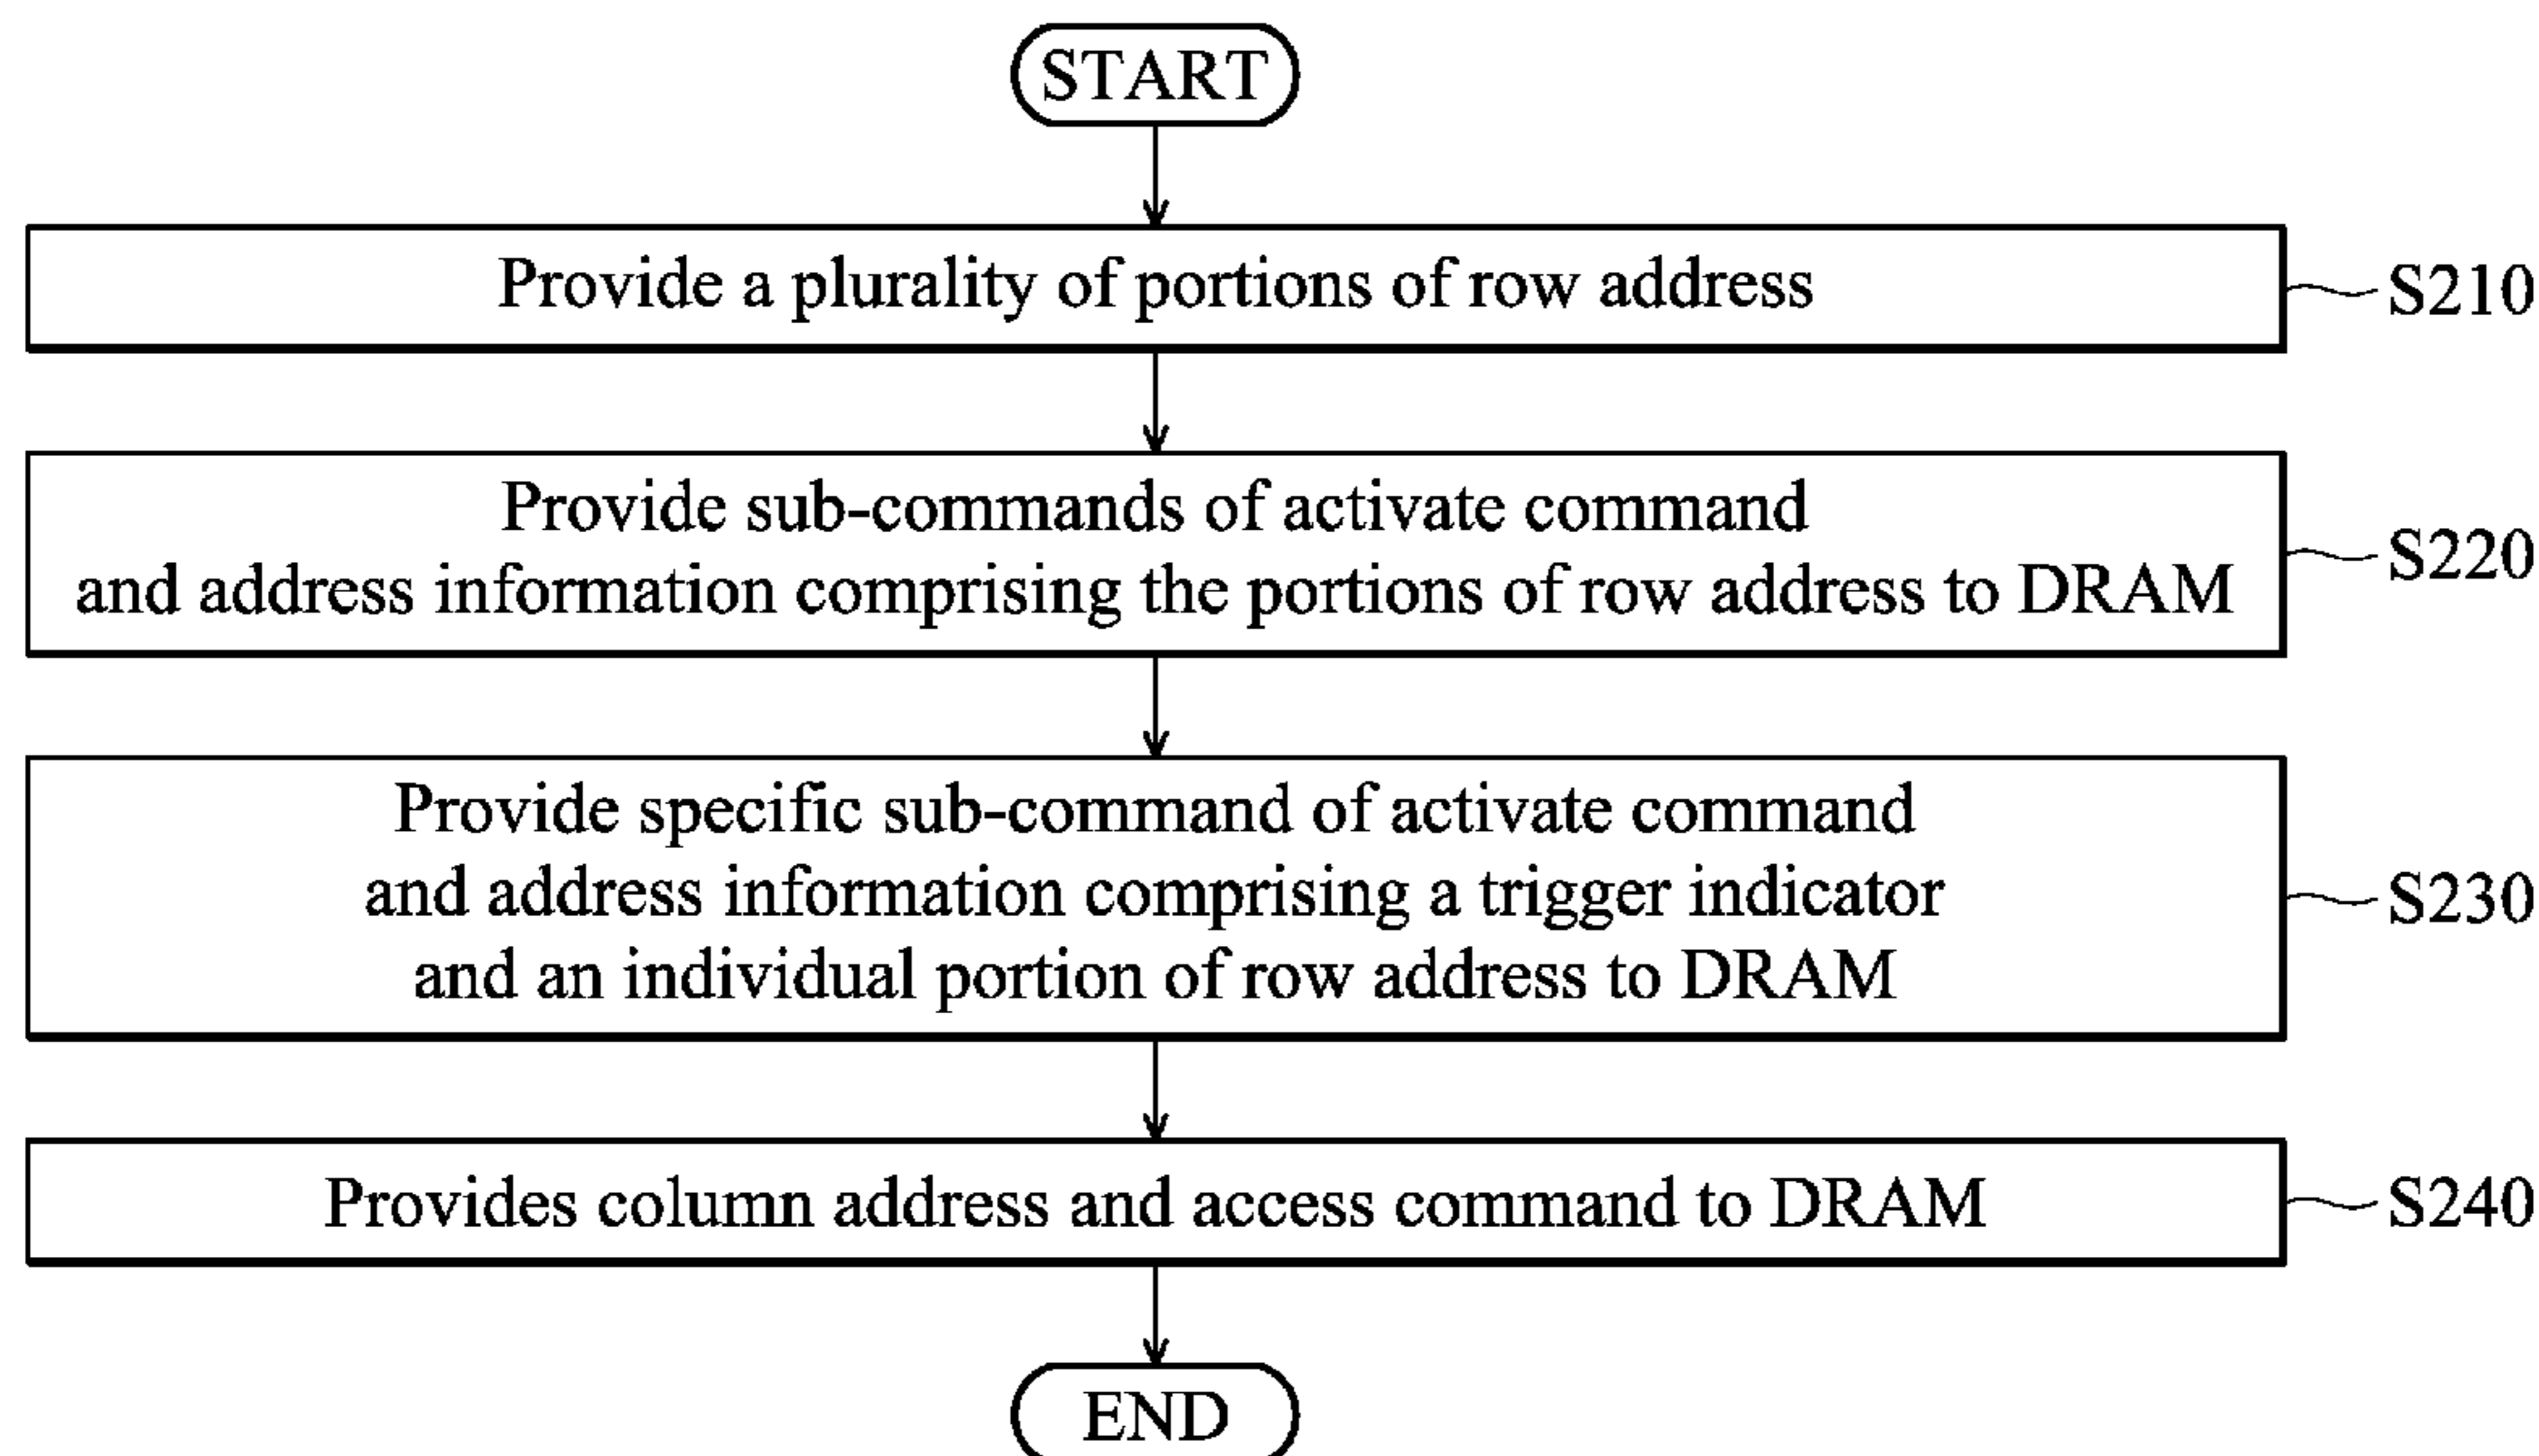 START
Provide a plurality of portions of row address
S210
Provide sub-commands of activate command
and address information comprising the portions of row address to DRAM
S220
Provide specific sub-command of activate command
and address information comprising a trigger indicator
and an individual portion of row address to DRAM
S230
Provides column address and access command to DRAM
S240
END